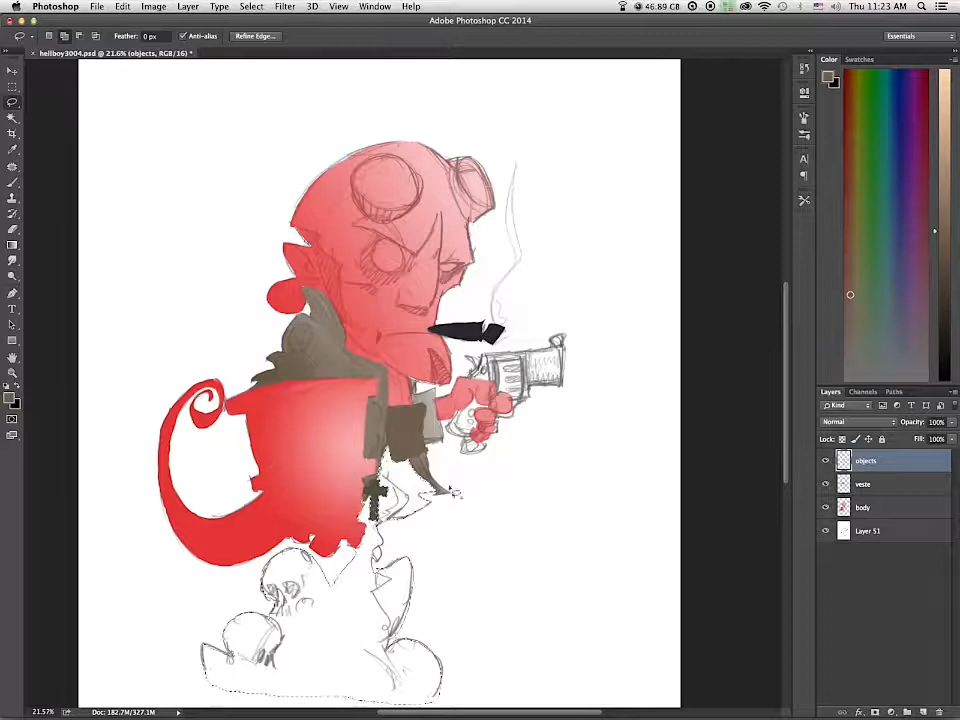 Photoshop File Edit Image Layer Type Select Filter 3D View Window Help 46.89 GB Thu 11:23 AM
Adobe Photoshop CC 2014
Feather: 0 px Anti-alias Refine Edge... Essentials
hellboy3004.psd @ 21.6% (objects, RGB/16) *
Color Swatches
Layers Channels Paths
Kind
Normal Opacity: 100%
Lock: Fill: 100%
objects
veste
body
Layer 51
21.57% Doc: 182.7M/327.1M